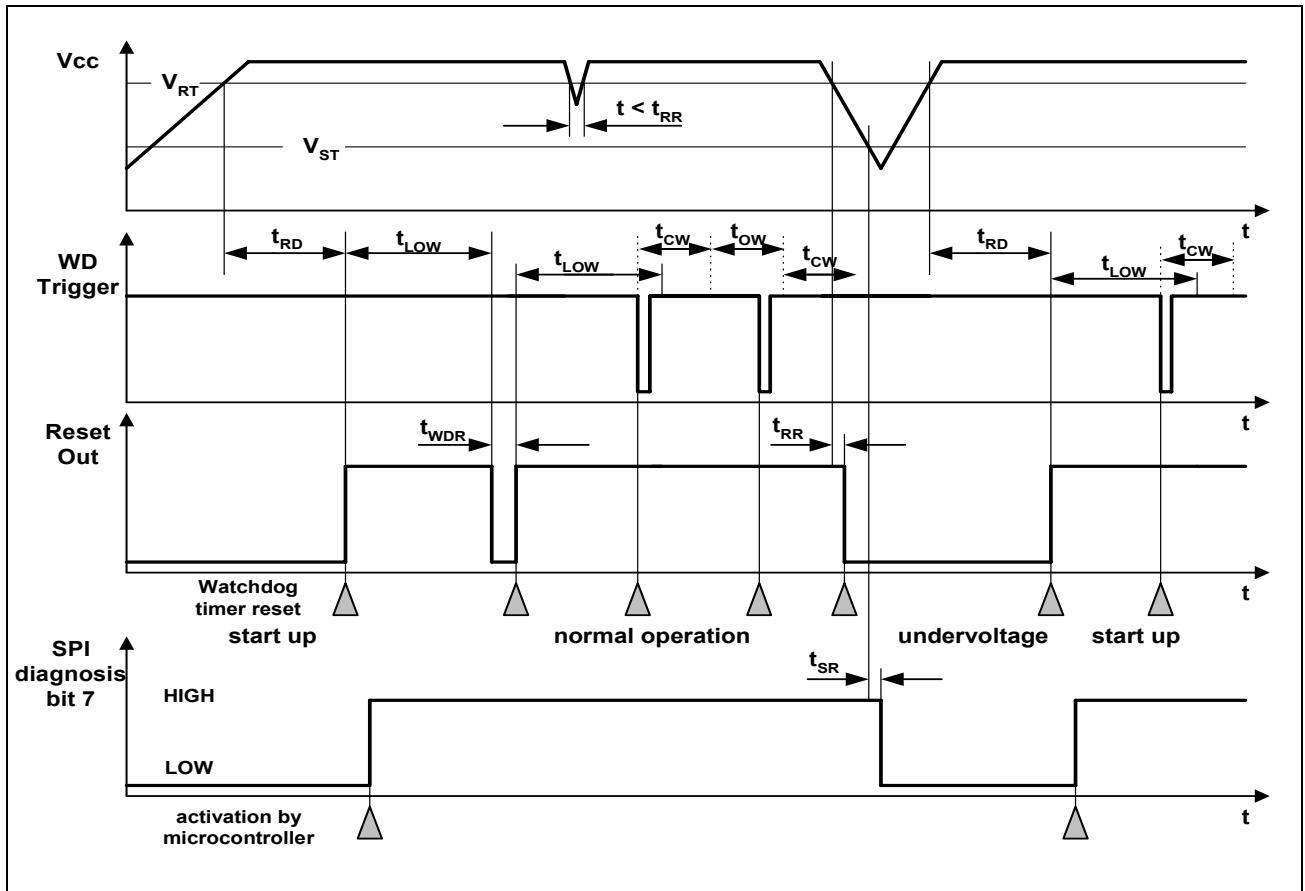 Vcc
V_RT
t < t_RR
V_ST
t
t_RD
t_LOW
t_CW
t_OW
t_CW
t_LOW
t_RD
t_CW
t_LOW
WD
Trigger
t
Reset
Out
t_WDR
t_RR
t
Watchdog
timer reset
start up
normal operation
undervoltage
start up
SPI
diagnosis
bit 7
HIGH
LOW
t_SR
t
activation by
microcontroller